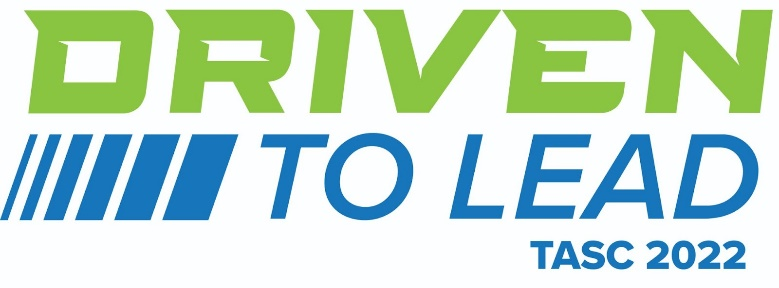 DRIVEN
TO LEAD
TASC 2022